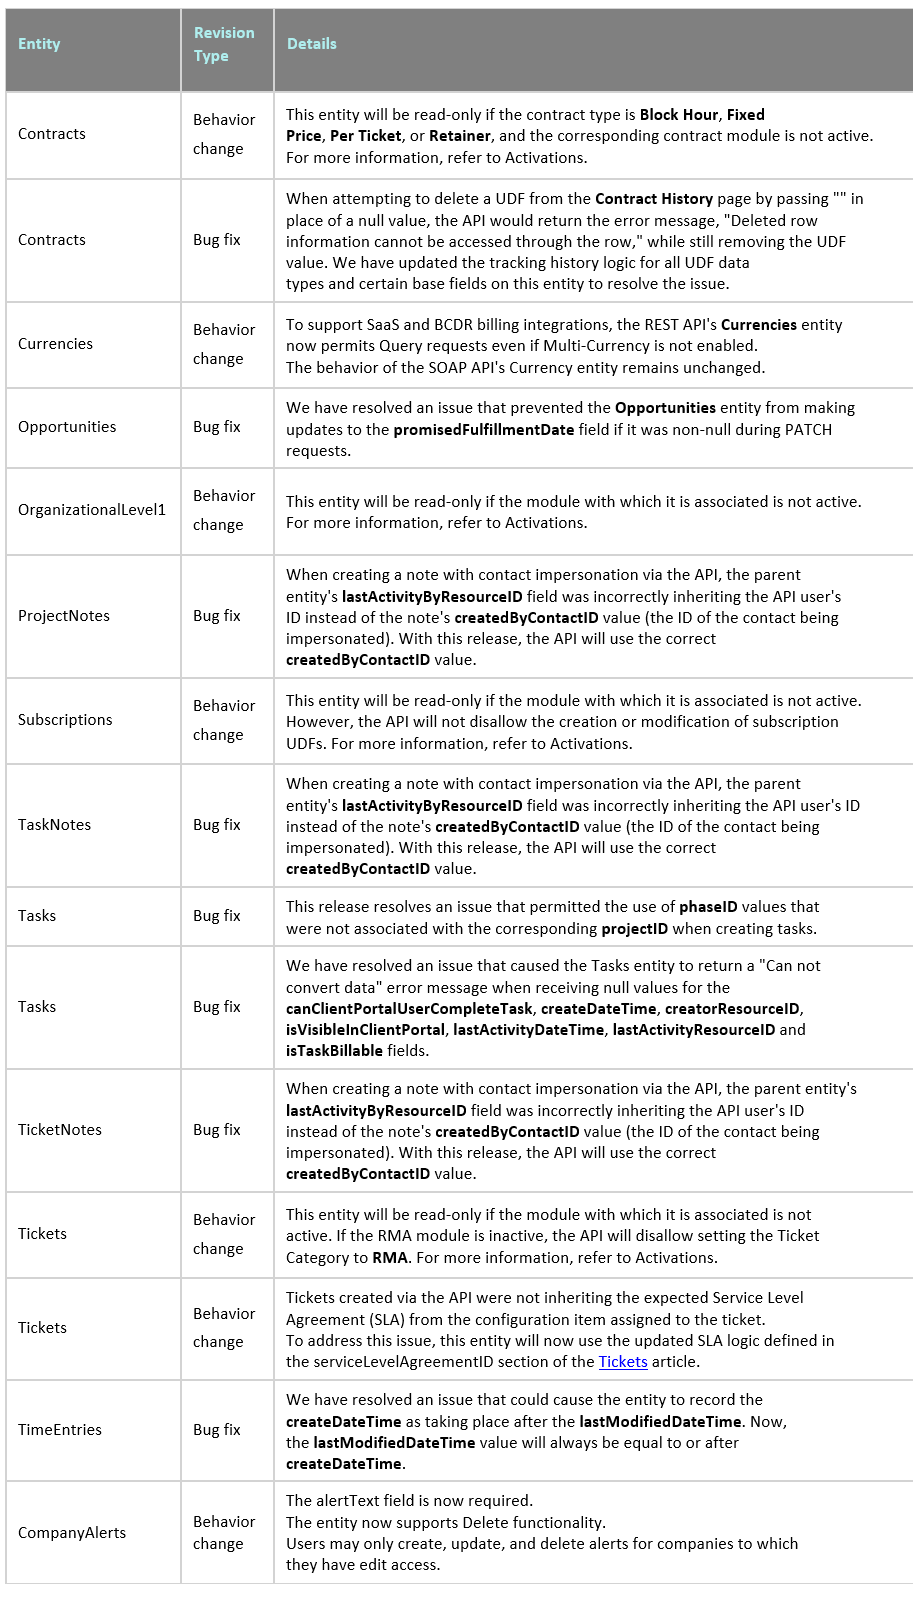 Entity
Revision
Type
Details
Contracts
Behavior
change
This entity will be read-only if the contract type is Block Hour, Fixed
Price, Per Ticket, or Retainer, and the corresponding contract module is not active.
For more information, refer to Activations.
Contracts
Bug fix
When attempting to delete a UDF from the Contract History page by passing "" in
place of a null value, the API would return the error message, "Deleted row
information cannot be accessed through the row," while still removing the UDF
value. We have updated the tracking history logic for all UDF data
types and certain base fields on this entity to resolve the issue.
Currencies
Behavior
change
To support SaaS and BCDR billing integrations, the REST API's Currencies entity
now permits Query requests even if Multi-Currency is not enabled.
The behavior of the SOAP API's Currency entity remains unchanged.
Opportunities
Bug fix
We have resolved an issue that prevented the Opportunities entity from making
updates to the promisedFulfillmentDate field if it was non-null during PATCH
requests.
OrganizationalLevel1
Behavior
change
This entity will be read-only if the module with which it is associated is not active.
For more information, refer to Activations.
ProjectNotes
Bug fix
When creating a note with contact impersonation via the API, the parent
entity's lastActivityByResourceID field was incorrectly inheriting the API user's
ID instead of the note's createdByContactID value (the ID of the contact being
impersonated). With this release, the API will use the correct
createdByContactID value.
Subscriptions
Behavior
change
This entity will be read-only if the module with which it is associated is not active.
However, the API will not disallow the creation or modification of subscription
UDFs. For more information, refer to Activations.
TaskNotes
Bug fix
When creating a note with contact impersonation via the API, the parent
entity's lastActivityByResourceID field was incorrectly inheriting the API user's ID
instead of the note's createdByContactID value (the ID of the contact being
impersonated). With this release, the API will use the correct
createdByContactID value.
Tasks
Bug fix
This release resolves an issue that permitted the use of phaseID values that
were not associated with the corresponding projectID when creating tasks.
Tasks
Bug fix
We have resolved an issue that caused the Tasks entity to return a "Can not
convert data" error message when receiving null values for the
canClientPortalUserCompleteTask, createDateTime, creatorResourceID,
isVisibleInClientPortal, lastActivityDateTime, lastActivityResourceID and
isTaskBillable fields.
TicketNotes
Bug fix
When creating a note with contact impersonation via the API, the parent entity's
lastActivityByResourceID field was incorrectly inheriting the API user's ID
instead of the note's createdByContactID value (the ID of the contact being
impersonated). With this release, the API will use the correct
createdByContactID value.
Tickets
Behavior
change
This entity will be read-only if the module with which it is associated is not
active. If the RMA module is inactive, the API will disallow setting the Ticket
Category to RMA. For more information, refer to Activations.
Tickets
Behavior
change
Tickets created via the API were not inheriting the expected Service Level
Agreement (SLA) from the configuration item assigned to the ticket.
To address this issue, this entity will now use the updated SLA logic defined in
the serviceLevelAgreementID section of the Tickets article.
TimeEntries
Bug fix
We have resolved an issue that could cause the entity to record the
createDateTime as taking place after the lastModifiedDateTime. Now,
the lastModifiedDateTime value will always be equal to or after
createDateTime.
CompanyAlerts
Behavior
change
The alertText field is now required.
The entity now supports Delete functionality.
Users may only create, update, and delete alerts for companies to which
they have edit access.